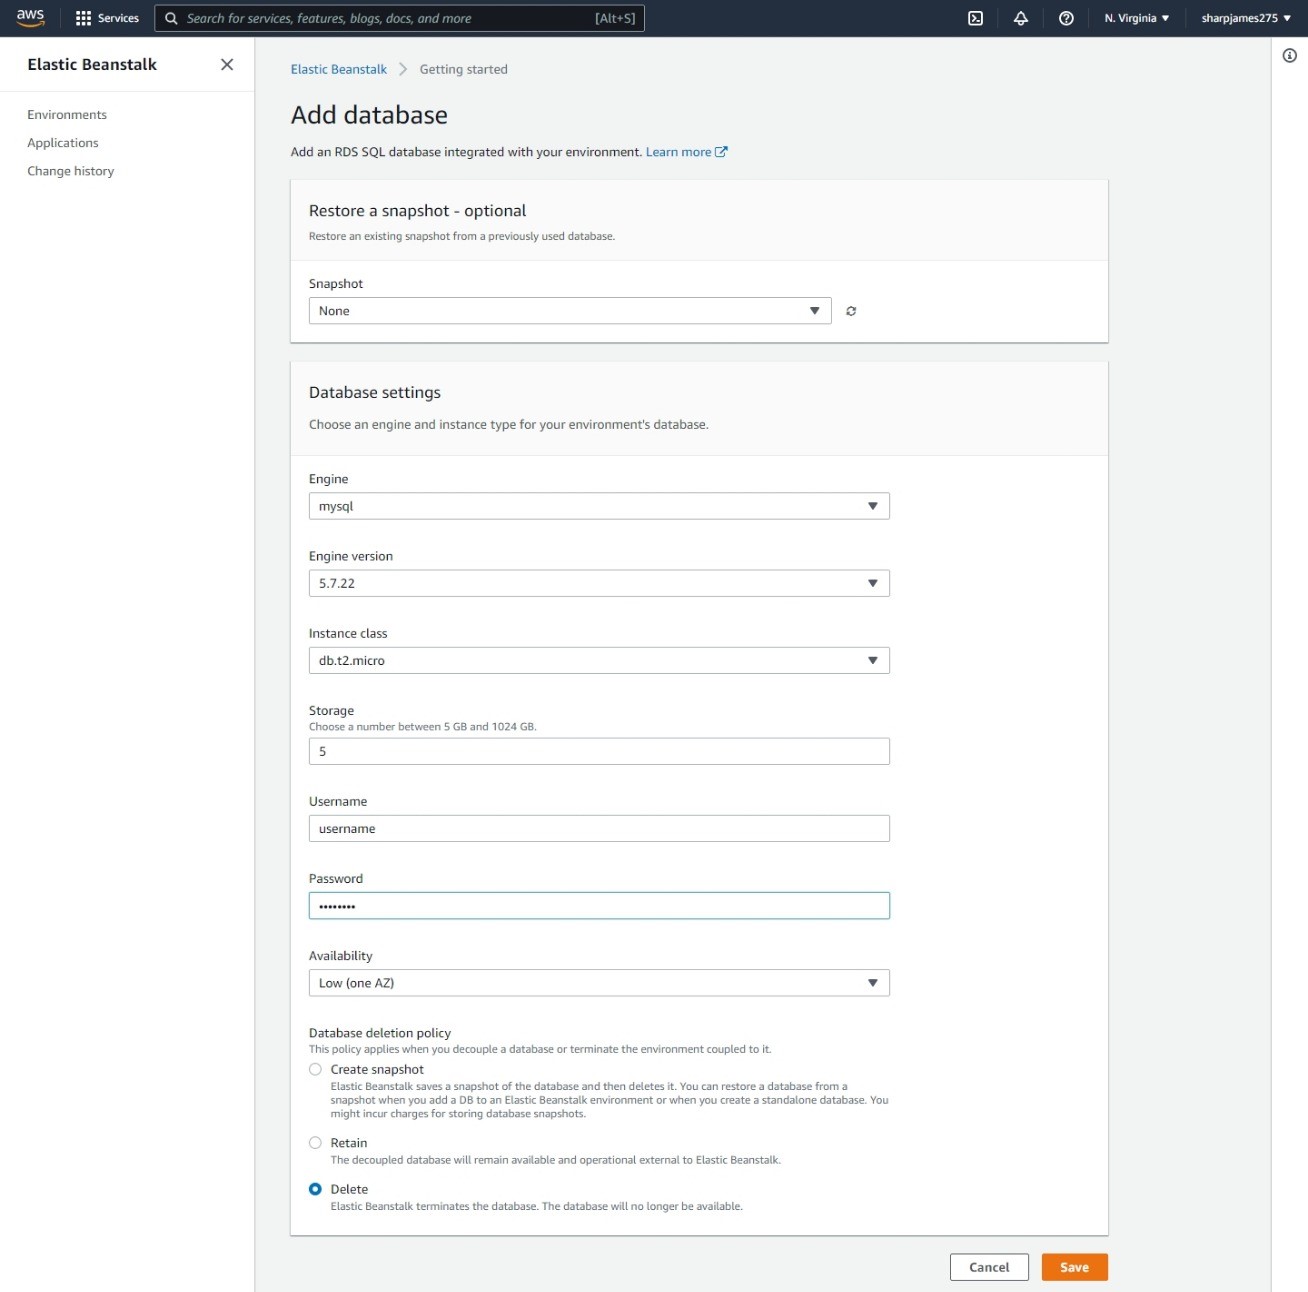 aws
Services
Search for services, features, blogs, docs, and more
[Alt+S]
N. Virginia ▼
sharpjames275 ▼
Elastic Beanstalk
Environments
Applications
Change history
Elastic Beanstalk > Getting started
Add database
Add an RDS SQL database integrated with your environment. Learn more
Restore a snapshot - optional
Restore an existing snapshot from a previously used database.
Snapshot
None
Database settings
Choose an engine and instance type for your environment's database.
Engine
mysql
Engine version
5.7.22
Instance class
db.t2.micro
Storage
Choose a number between 5 GB and 1024 GB.
5
Username
username
Password
••••••••
Availability
Low (one AZ)
Database deletion policy
This policy applies when you decouple a database or terminate the environment coupled to it.
Create snapshot
Elastic Beanstalk saves a snapshot of the database and then deletes it. You can restore a database from a
snapshot when you add a DB to an Elastic Beanstalk environment or when you create a standalone database. You
might incur charges for storing database snapshots.
Retain
The decoupled database will remain available and operational external to Elastic Beanstalk.
Delete
Elastic Beanstalk terminates the database. The database will no longer be available.
Cancel
Save